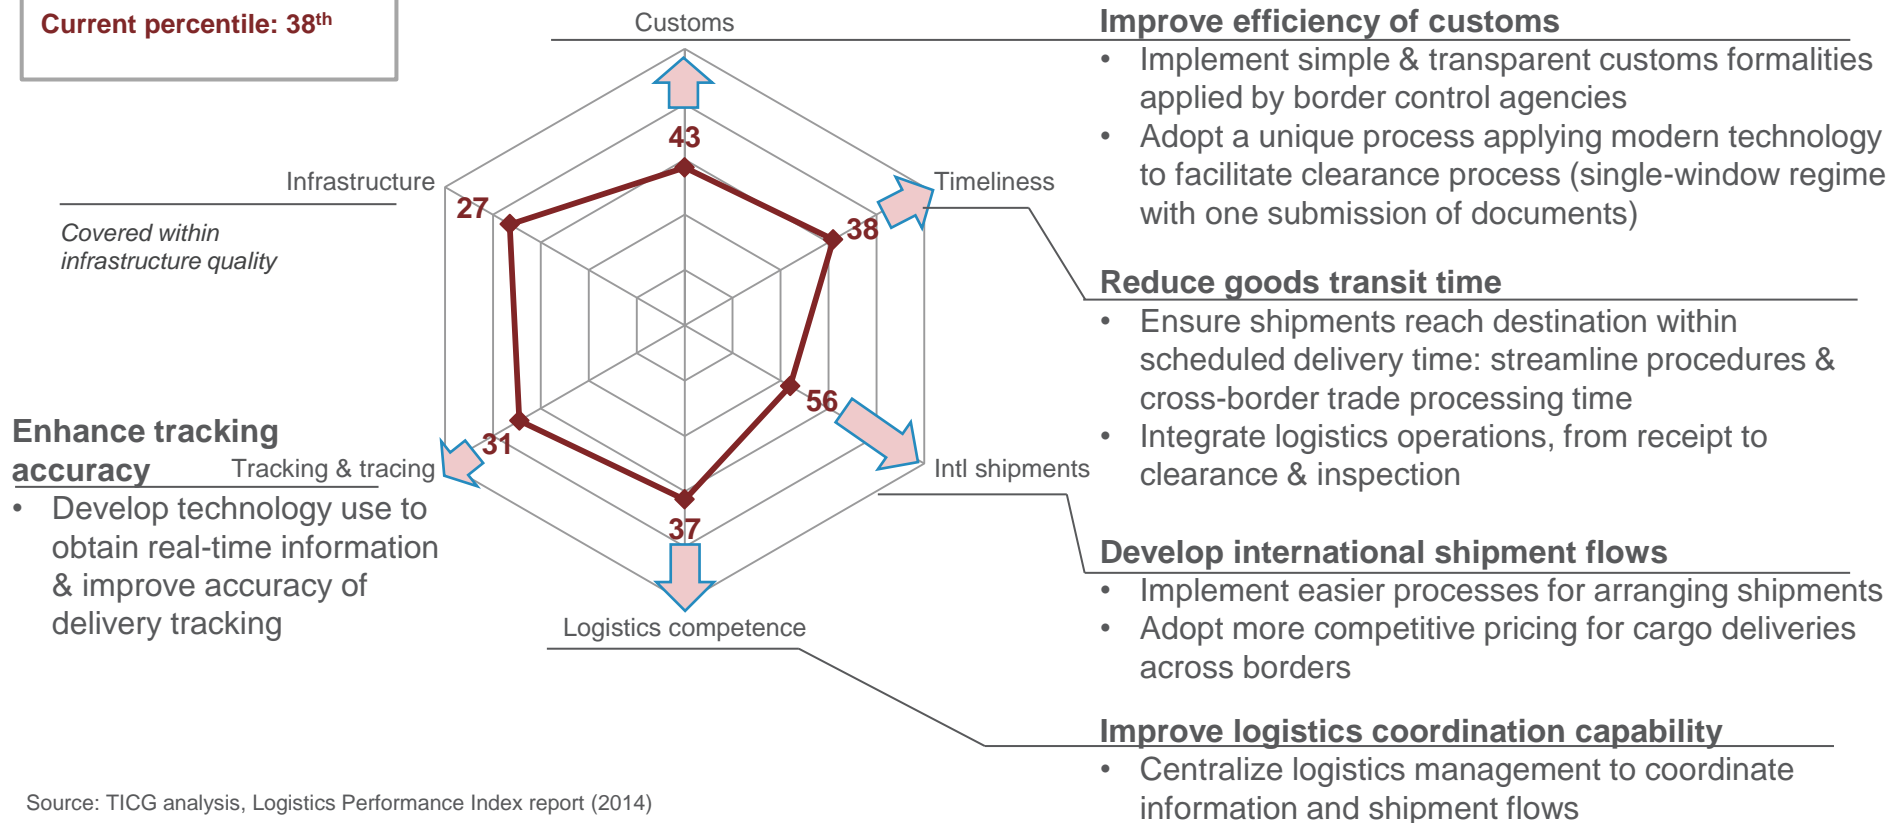 Current percentile: 38th
Customs
43
Infrastructure
27
Covered within
infrastructure quality
Timeliness
38
56
Intl shipments
Enhance tracking
accuracy
Tracking & tracing
31
• Develop technology use to
obtain real-time information
& improve accuracy of
delivery tracking
37
Logistics competence
Improve efficiency of customs
• Implement simple & transparent customs formalities
applied by border control agencies
• Adopt a unique process applying modern technology
to facilitate clearance process (single-window regime
with one submission of documents)
Reduce goods transit time
• Ensure shipments reach destination within
scheduled delivery time: streamline procedures &
cross-border trade processing time
• Integrate logistics operations, from receipt to
clearance & inspection
Develop international shipment flows
• Implement easier processes for arranging shipments
• Adopt more competitive pricing for cargo deliveries
across borders
Improve logistics coordination capability
• Centralize logistics management to coordinate
information and shipment flows
Source: TICG analysis, Logistics Performance Index report (2014)